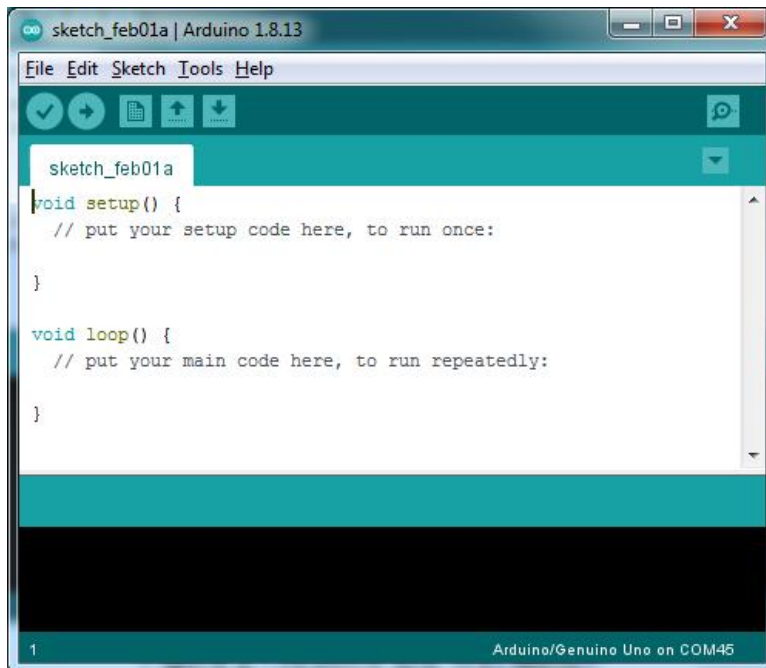 sketch_feb01a | Arduino 1.8.13
File Edit Sketch Tools Help
sketch_feb01a
void setup() {
  // put your setup code here, to run once:
}
void loop() {
  // put your main code here, to run repeatedly:
}
1 Arduino/Genuino Uno on COM45